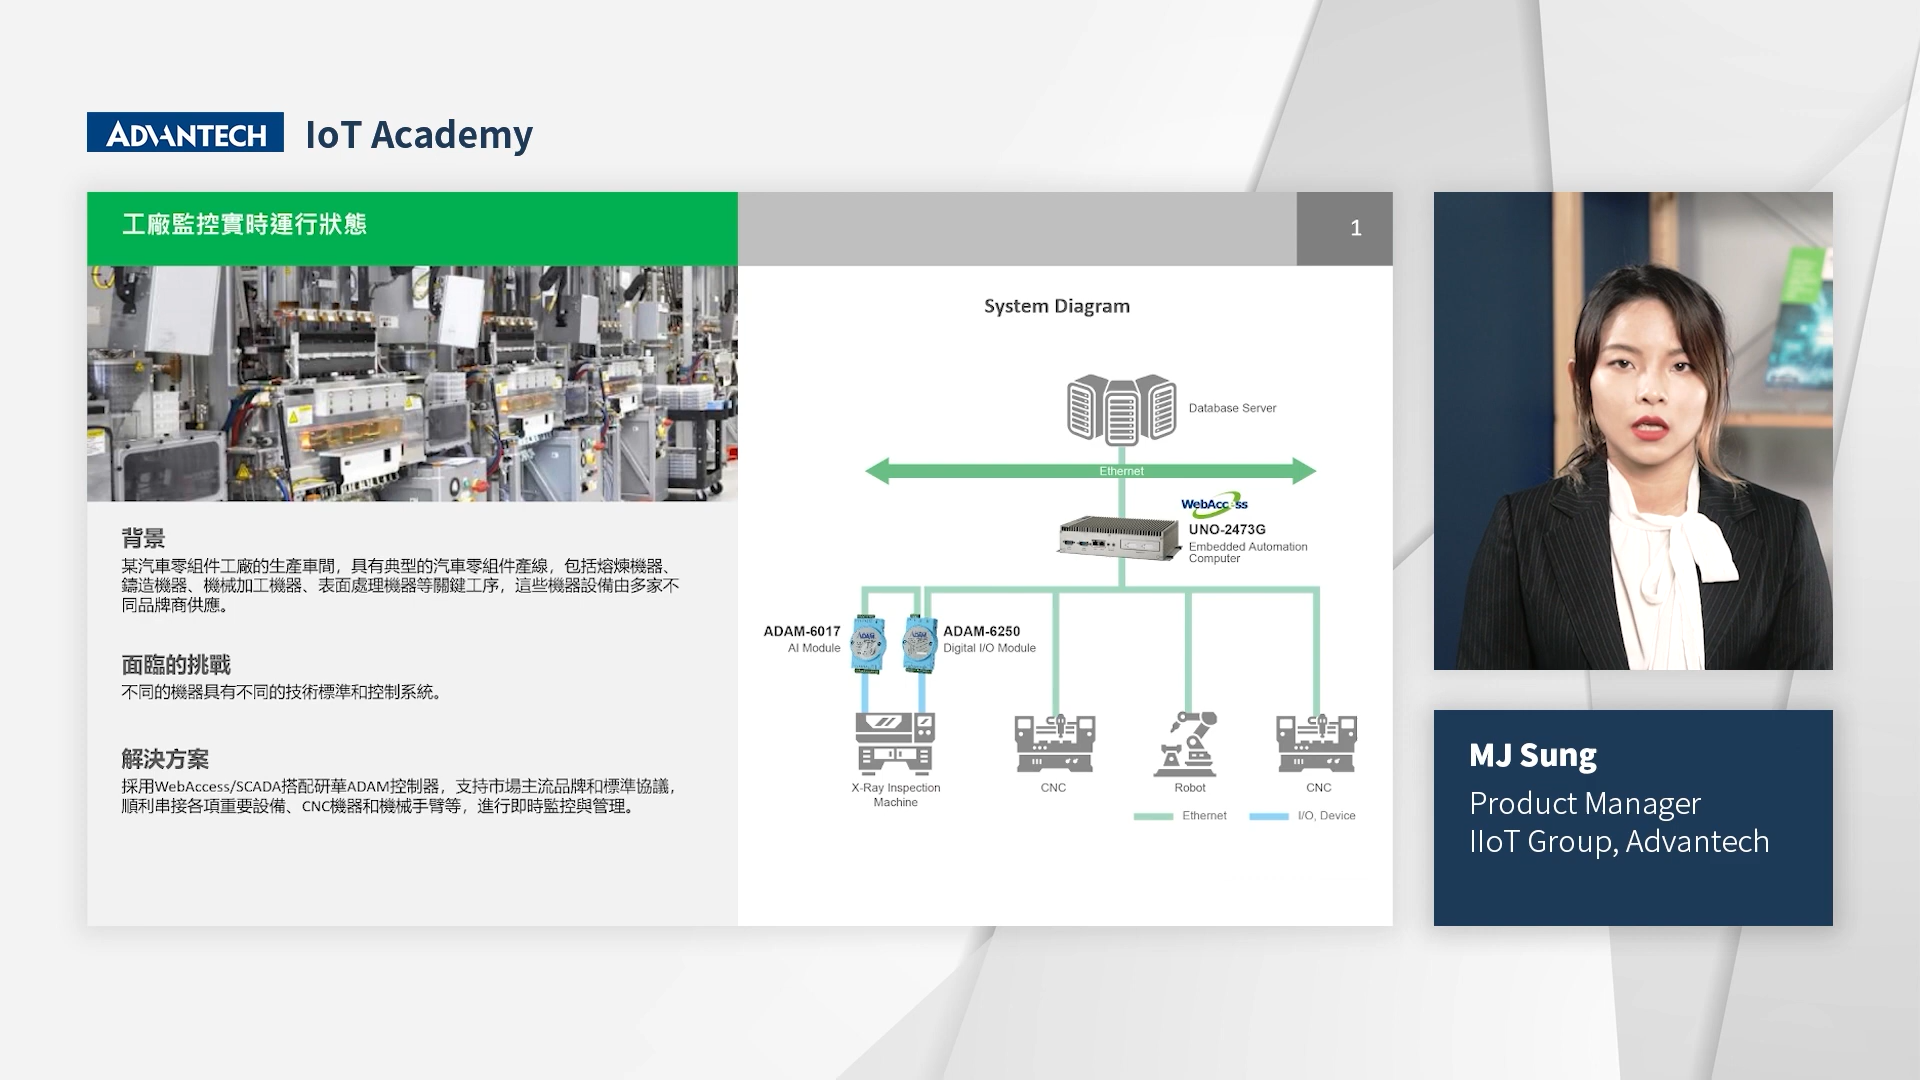 ADVANTECH IoT Academy
工廠監控實時運行狀態
1
背景
某汽車零組件工廠的生產車間，具有典型的汽車零組件產線，包括熔煉機器、
鑄造機器、機械加工機器、表面處理機器等關鍵工序，這些機器設備由多家不
同品牌商供應。
面臨的挑戰
不同的機器具有不同的技術標準和控制系統。
解決方案
採用WebAccess/SCADA搭配研華ADAM控制器，支持市場主流品牌和標準協議，
順利串接各項重要設備、CNC機器和機械手臂等，進行即時監控與管理。
System Diagram
Database Server
Ethernet
WebAccess
UNO-2473G
Embedded Automation
Computer
ADAM-6017
AI Module
ADAM
ADAM
ADAM-6250
Digital I/O Module
X-Ray Inspection
Machine
CNC
Robot
CNC
Ethernet
I/O, Device
MJ Sung
Product Manager
IIoT Group, Advantech